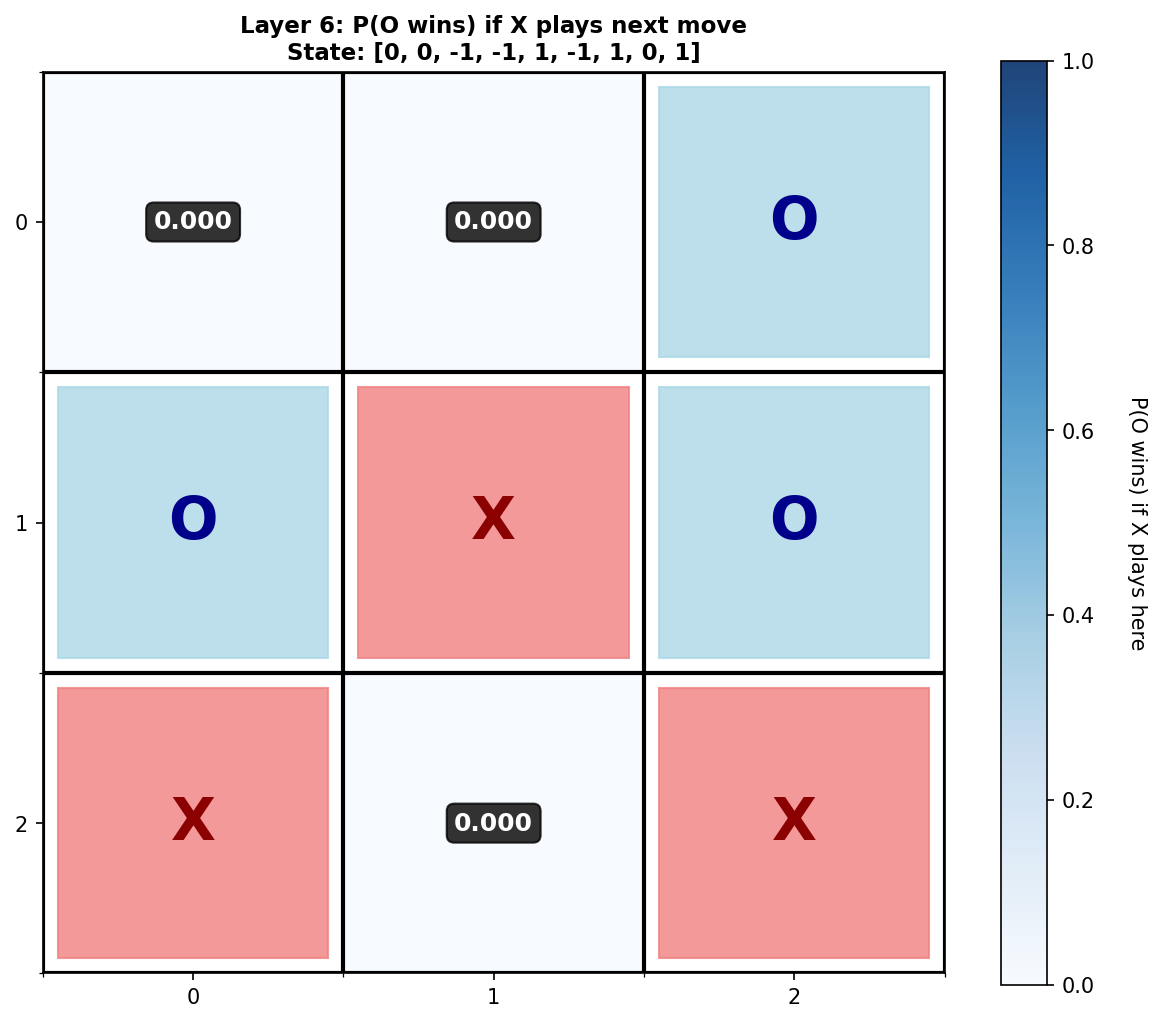 Layer 6: P(O wins) if X plays next move
State: [0, 0, -1, -1, 1, -1, 1, 0, 1]
0
0.000
0.000
O
1
O
X
O
2
X
0.000
X
0
1
2
1.0
0.8
0.6
0.4
0.2
0.0
P(O wins) if X plays here